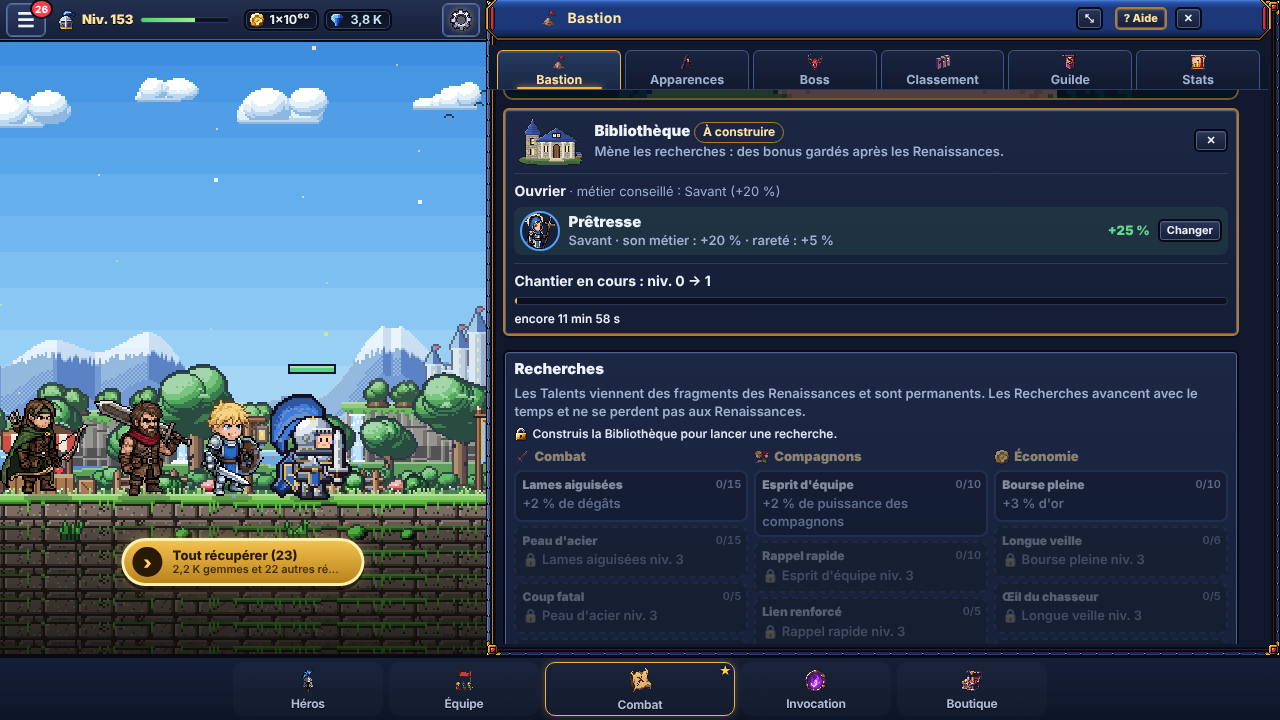 26
Niv. 153
1×10⁶⁰
3,8 K
Bastion
? Aide
Bastion
Apparences
Boss
Classement
Guilde
Stats
Bibliothèque À construire
Mène les recherches : des bonus gardés après les Renaissances.
Ouvrier · métier conseillé : Savant (+20 %)
Prêtresse
Savant · son métier : +20 % · rareté : +5 %
+25 %
Changer
Chantier en cours : niv. 0 → 1
encore 11 min 58 s
Recherches
Les Talents viennent des fragments des Renaissances et sont permanents. Les Recherches avancent avec le
temps et ne se perdent pas aux Renaissances.
Construis la Bibliothèque pour lancer une recherche.
Combat
Lames aiguisées 0/15
+2 % de dégâts
Peau d'acier 0/15
Lames aiguisées niv. 3
Coup fatal 0/5
Peau d'acier niv. 3
Compagnons
Esprit d'équipe 0/10
+2 % de puissance des
compagnons
Rappel rapide 0/10
Esprit d'équipe niv. 3
Lien renforcé 0/5
Rappel rapide niv. 3
Économie
Bourse pleine 0/10
+3 % d'or
Longue veille 0/6
Bourse pleine niv. 3
Œil du chasseur 0/5
Longue veille niv. 3
Tout récupérer (23)
2,2 K gemmes et 22 autres ré...
Héros
Équipe
Combat
Invocation
Boutique